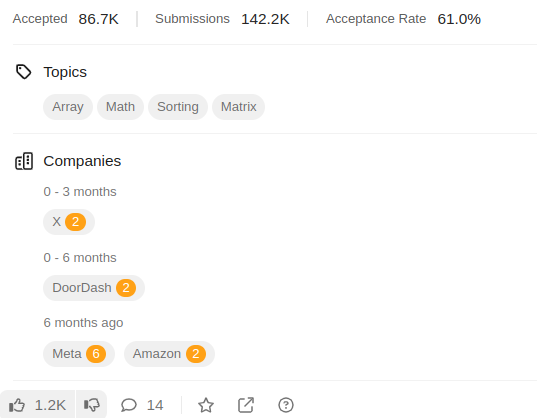 Accepted 86.7K Submissions 142.2K Acceptance Rate 61.0%
Topics
Array Math Sorting Matrix
Companies
0 - 3 months
X 2
0 - 6 months
DoorDash 2
6 months ago
Meta 6 Amazon 2
1.2K 14